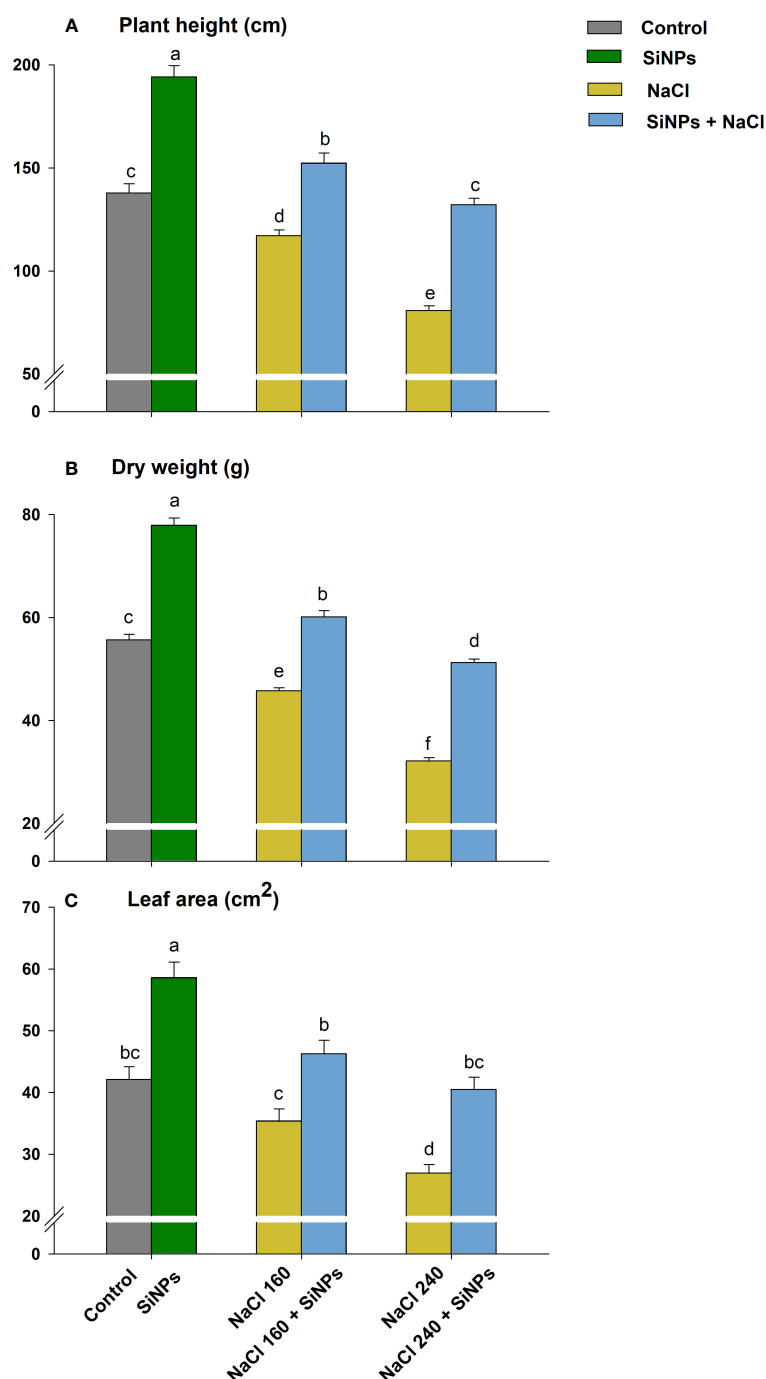 A Plant height (cm)
Control
SiNPs
NaCl
SiNPs + NaCl
200
150
100
50
0
c
a
d
b
e
c
B Dry weight (g)
80
60
40
20
0
c
a
e
b
f
d
C Leaf area (cm²)
70
60
50
40
30
20
0
bc
a
c
b
d
bc
Control
SiNPs
NaCl 160
NaCl 160 + SiNPs
NaCl 240
NaCl 240 + SiNPs